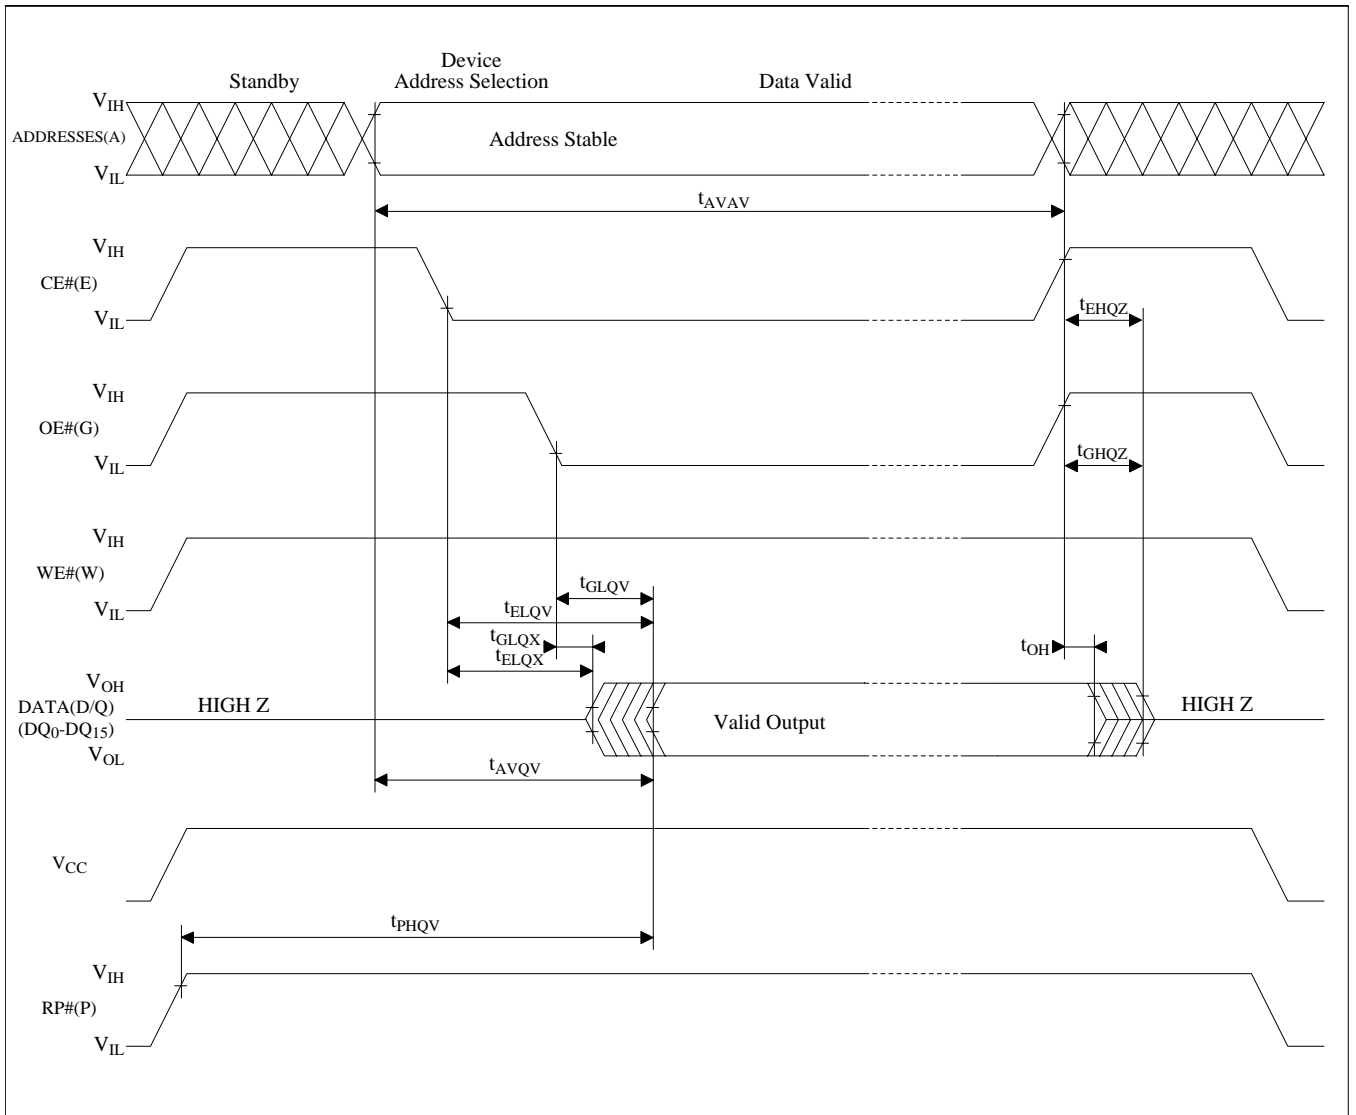 Device
Standby Address Selection Data Valid
VIH
ADDRESSES(A) Address Stable
VIL
tAVAV
VIH
CE#(E)
VIL tEHQZ
VIH
OE#(G)
VIL tGHQZ
VIH
WE#(W)
VIL
tGLQV
tELQV
tGLQX
tELQX
tOH
VOH
DATA(D/Q) HIGH Z Valid Output HIGH Z
(DQ0-DQ15)
VOL
tAVQV
VCC
tPHQV
VIH
RP#(P)
VIL